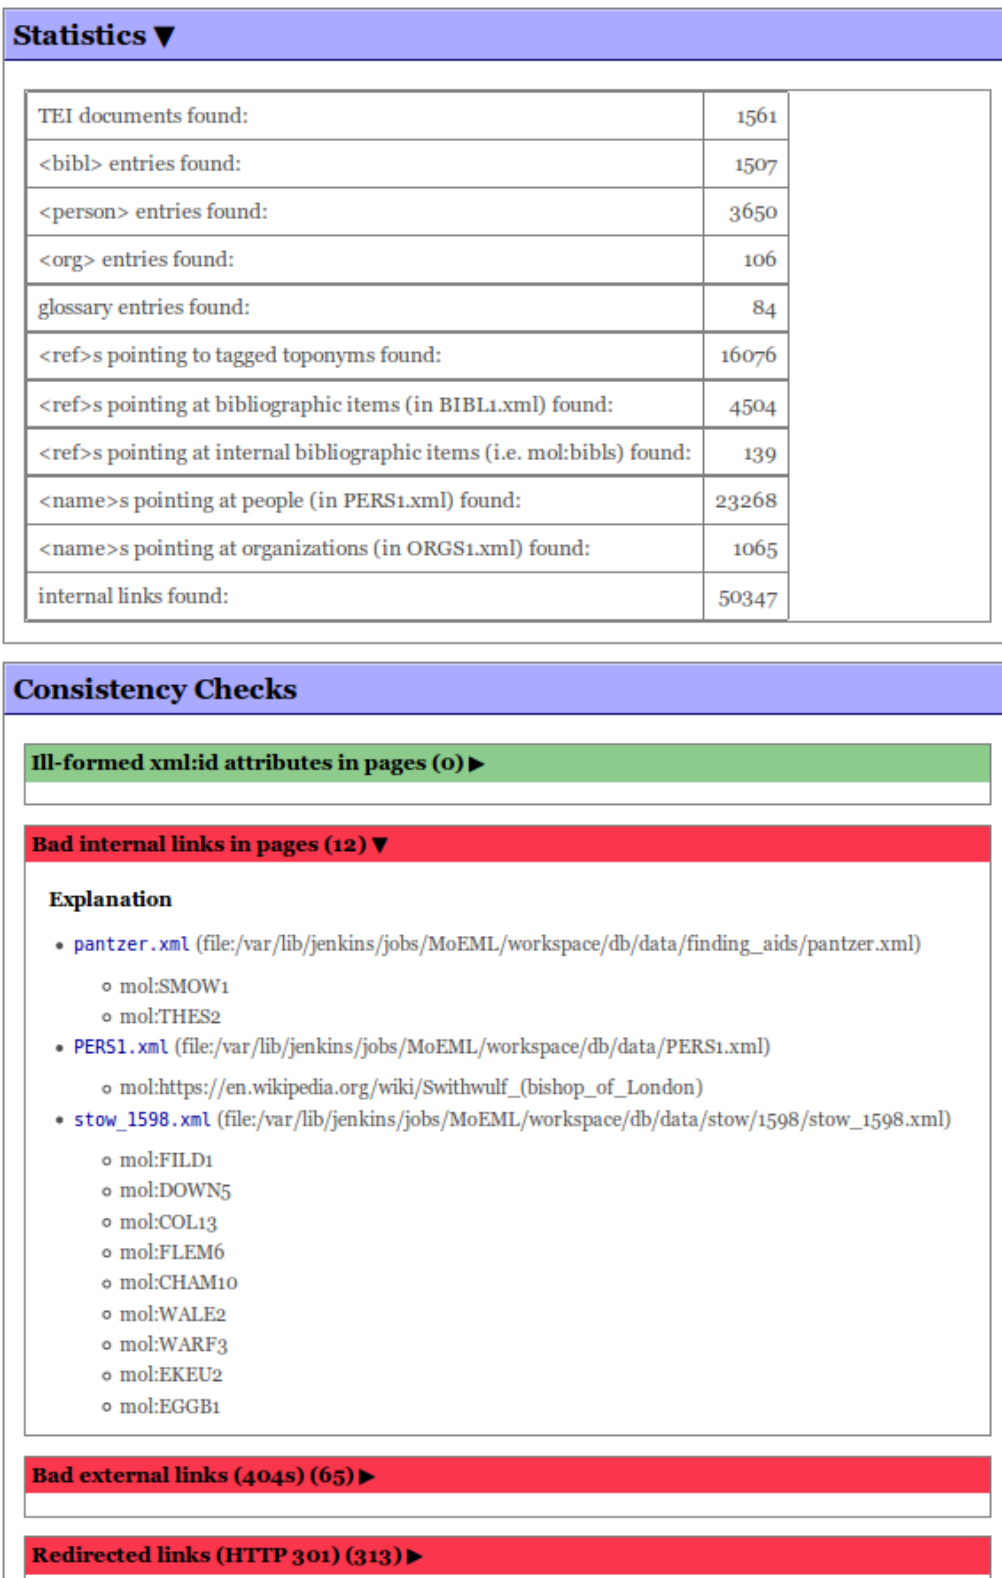 Statistics ▼
TEI documents found: 1561
<bibl> entries found: 1507
<person> entries found: 3650
<org> entries found: 106
glossary entries found: 84
<ref>s pointing to tagged toponyms found: 16076
<ref>s pointing at bibliographic items (in BIBL1.xml) found: 4504
<ref>s pointing at internal bibliographic items (i.e. mol:bibls) found: 139
<name>s pointing at people (in PERS1.xml) found: 23268
<name>s pointing at organizations (in ORGS1.xml) found: 1065
internal links found: 50347
Consistency Checks
Ill-formed xml:id attributes in pages (0) ▶
Bad internal links in pages (12) ▼
Explanation
• pantzer.xml (file:/var/lib/jenkins/jobs/MoEML/workspace/db/data/finding_aids/pantzer.xml)
o mol:SMOW1
o mol:THES2
• PERS1.xml (file:/var/lib/jenkins/jobs/MoEML/workspace/db/data/PERS1.xml)
o mol:https://en.wikipedia.org/wiki/Swithwulf_(bishop_of_London)
• stow_1598.xml (file:/var/lib/jenkins/jobs/MoEML/workspace/db/data/stow/1598/stow_1598.xml)
o mol:FILD1
o mol:DOWN5
o mol:COL13
o mol:FLEM6
o mol:CHAM10
o mol:WALE2
o mol:WARF3
o mol:EKEU2
o mol:EGGB1
Bad external links (404s) (65) ▶
Redirected links (HTTP 301) (313) ▶